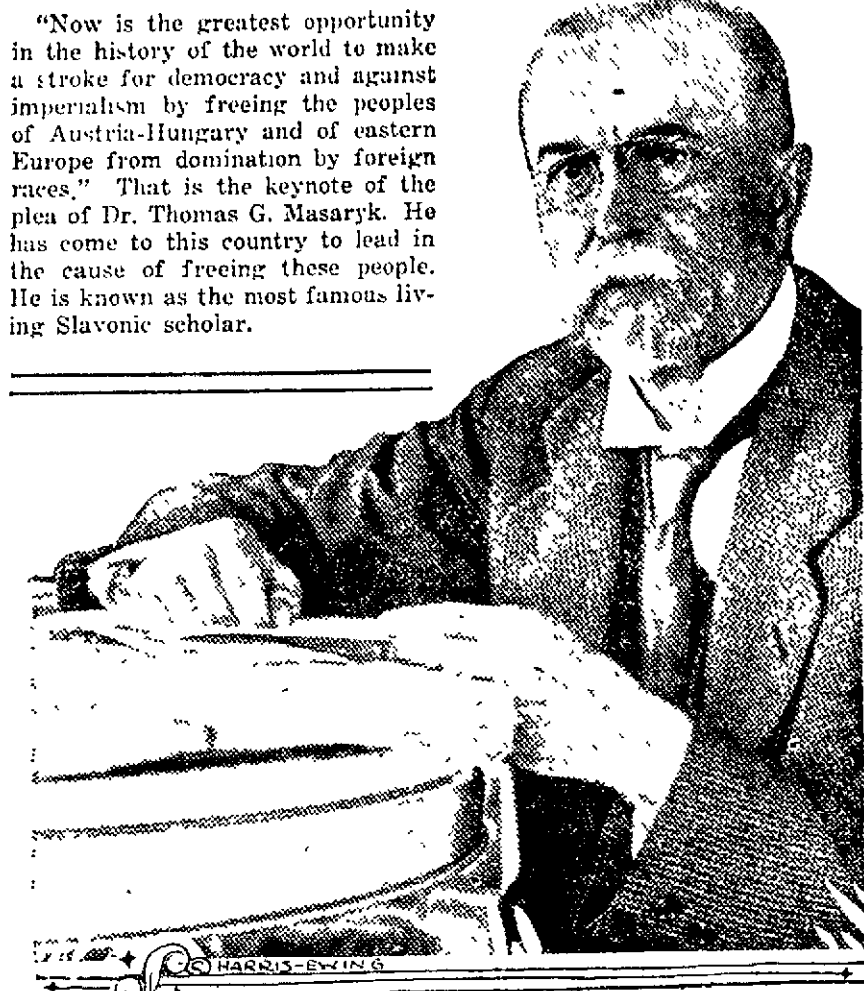 "Now is the greatest opportunity
in the history of the world to make
a stroke for democracy and against
imperialism by freeing the peoples
of Austria-Hungary and of eastern
Europe from domination by foreign
races." That is the keynote of the
plea of Dr. Thomas G. Masaryk. He
has come to this country to lead in
the cause of freeing these people.
He is known as the most famous liv-
ing Slavonic scholar.
© HARRIS-EWING